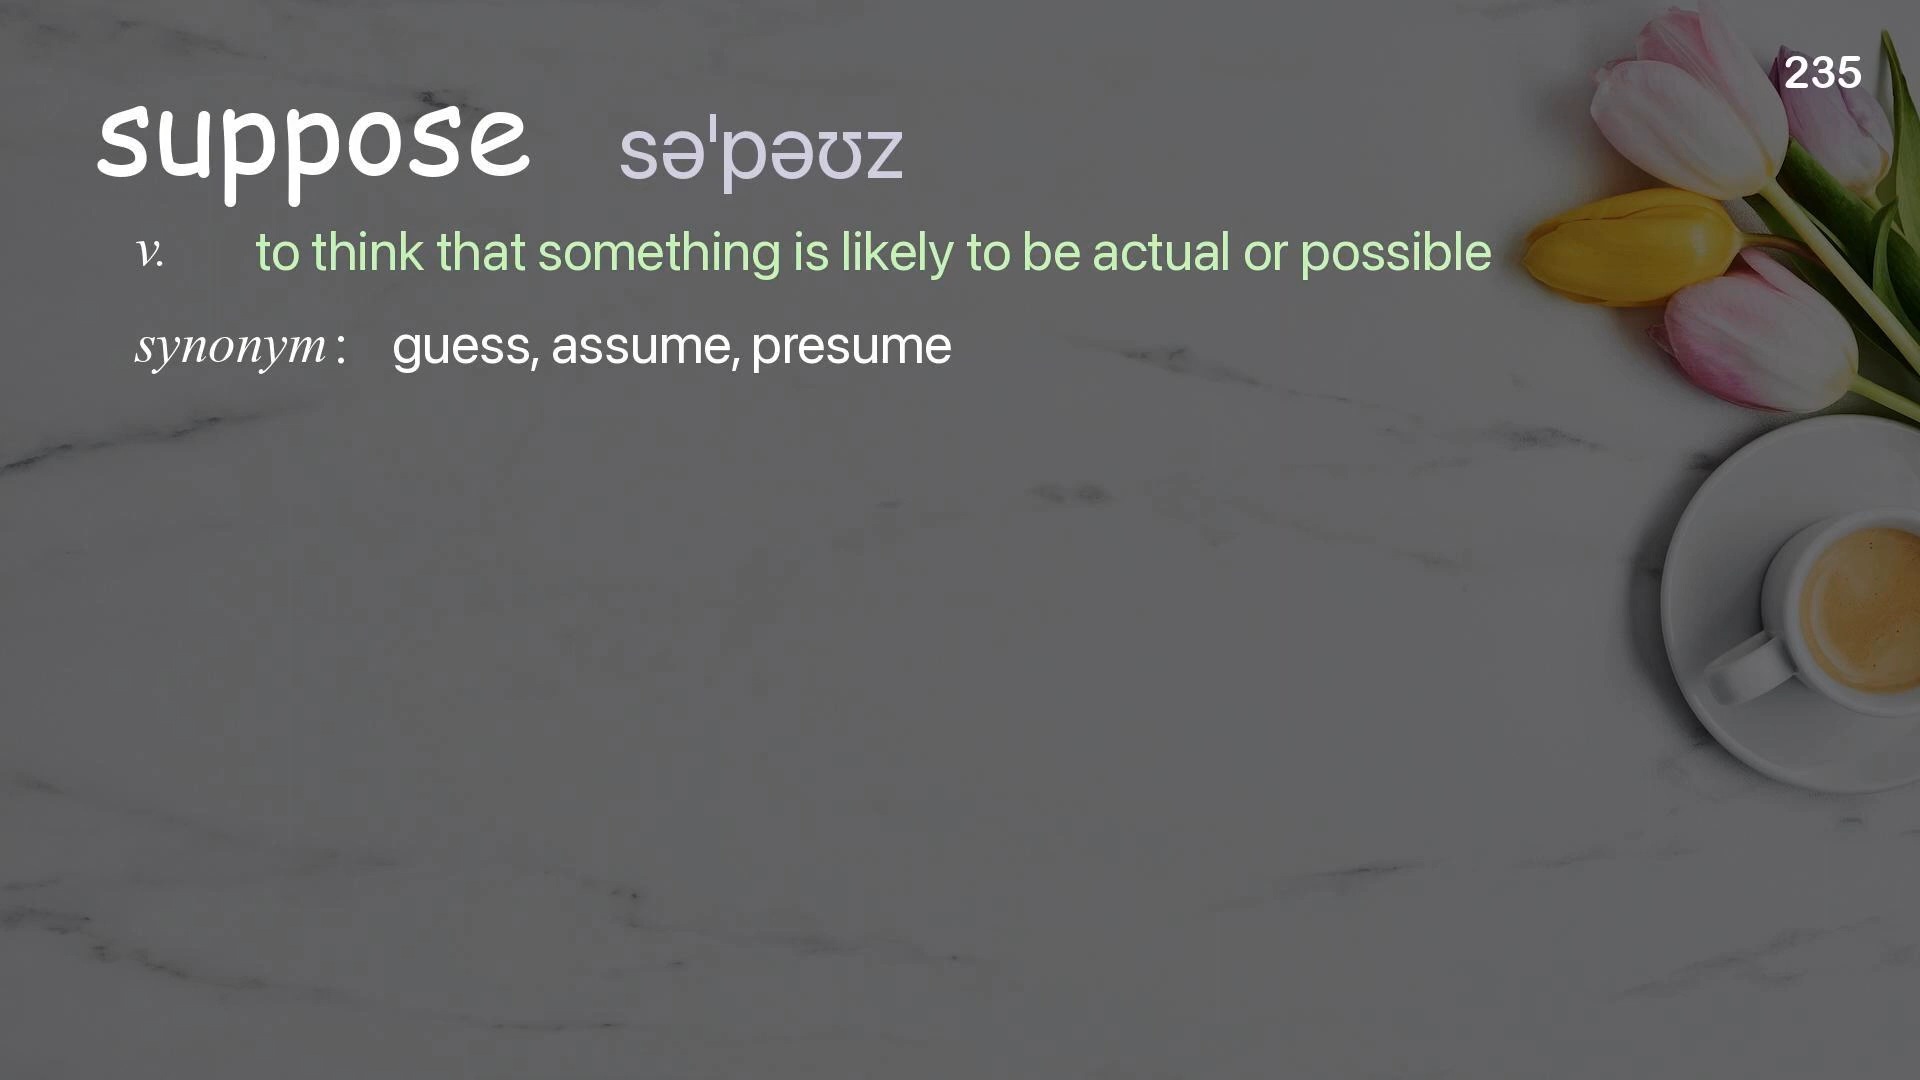 235
suppose səˈpəʊz
v. to think that something is likely to be actual or possible
synonym : guess, assume, presume